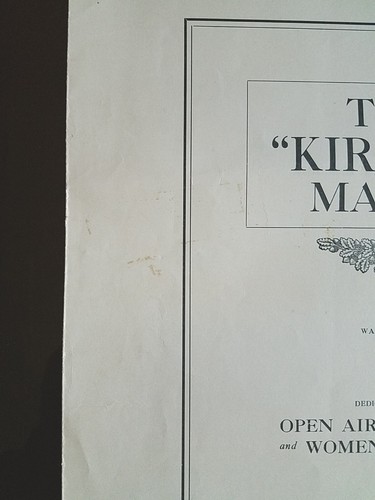 T
"KIR
MA
WA
DEDI
OPEN AIR
and WOMEN